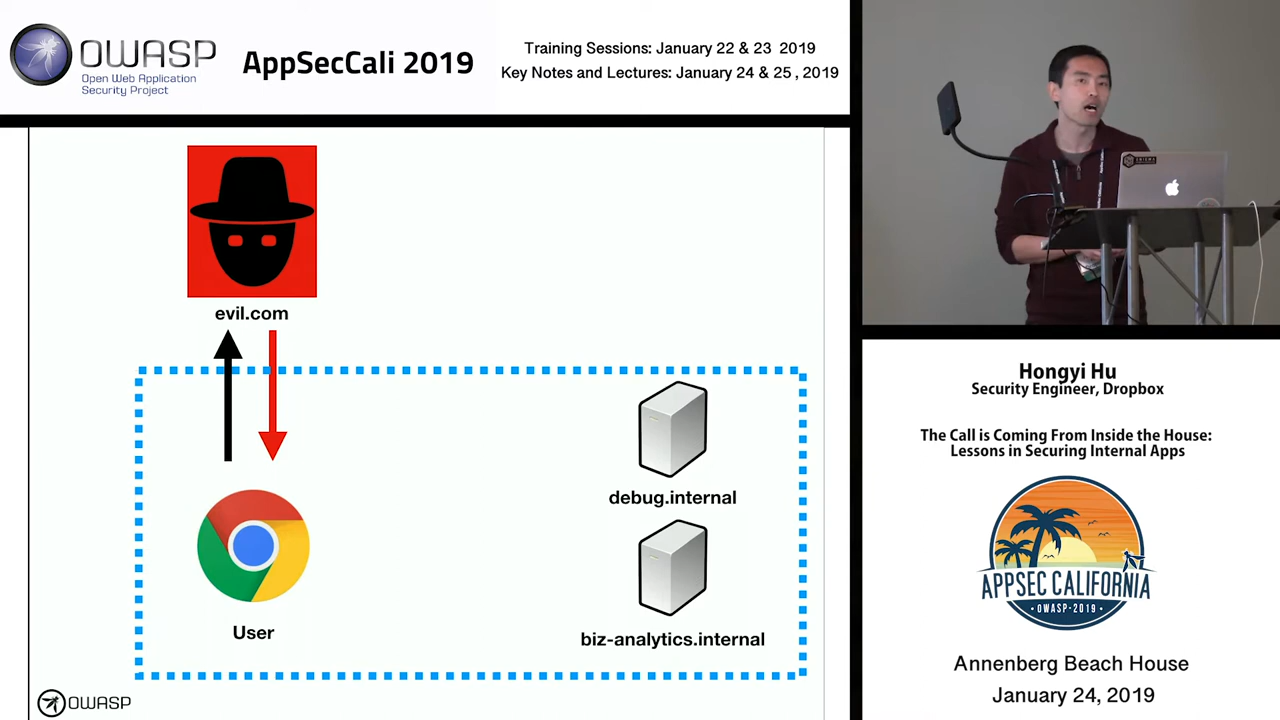 OWASP
Open Web Application
Security Project
AppSecCali 2019
Training Sessions: January 22 & 23 2019
Key Notes and Lectures: January 24 & 25 , 2019
evil.com
debug.internal
biz-analytics.internal
User
OWASP
Hongyi Hu
Security Engineer, Dropbox
The Call is Coming From Inside the House:
Lessons in Securing Internal Apps
APPSEC CALIFORNIA
OWASP-2019
Annenberg Beach House
January 24, 2019